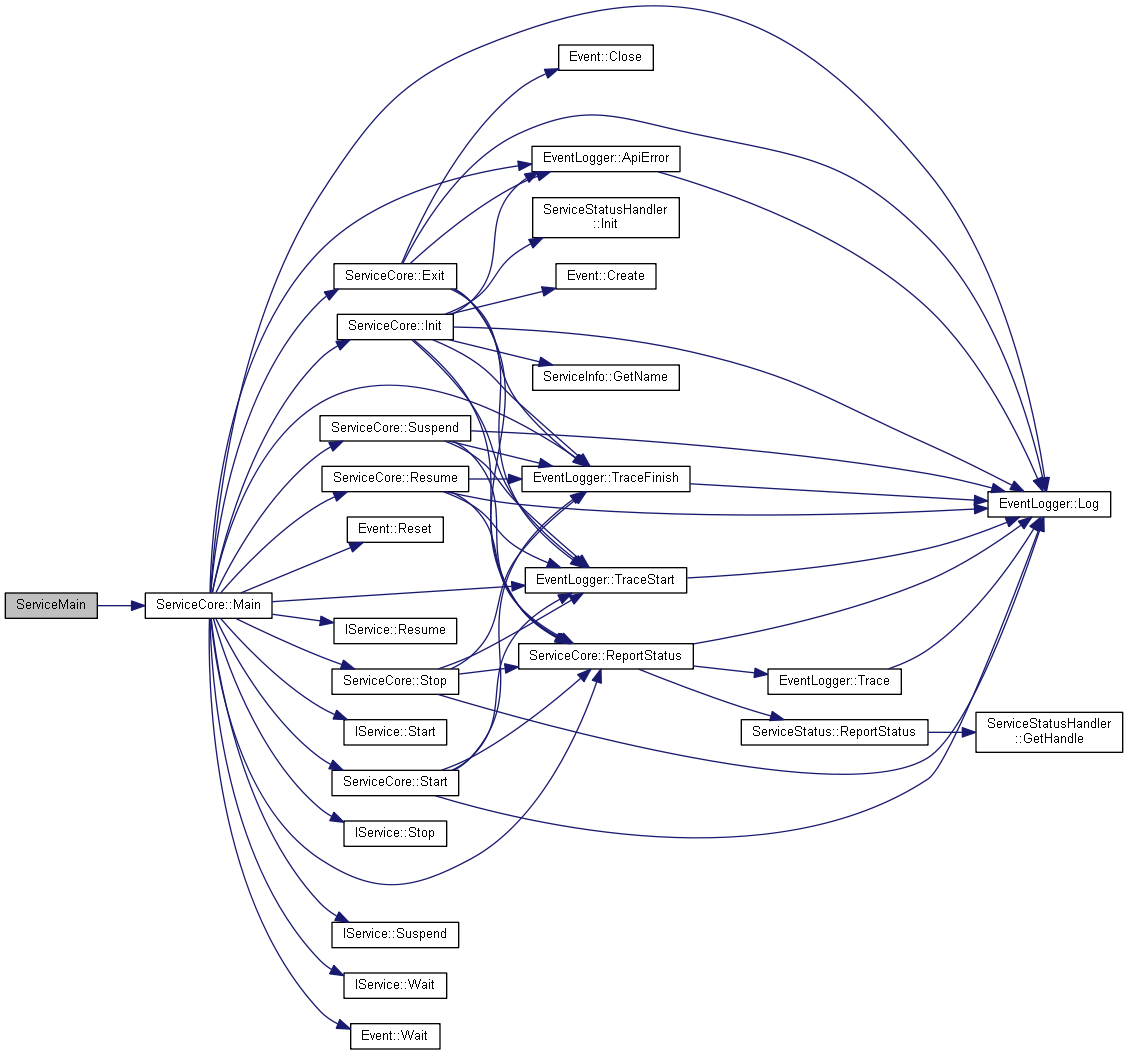 Event::Close
EventLogger::ApiError
ServiceStatusHandler
::Init
ServiceCore::Exit
Event::Create
ServiceCore::Init
ServiceInfo::GetName
ServiceCore::Suspend
ServiceCore::Resume
EventLogger::TraceFinish
EventLogger::Log
Event::Reset
EventLogger::TraceStart
ServiceMain
ServiceCore::Main
IService::Resume
ServiceCore::ReportStatus
ServiceCore::Stop
EventLogger::Trace
IService::Start
ServiceStatus::ReportStatus
ServiceStatusHandler
::GetHandle
ServiceCore::Start
IService::Stop
IService::Suspend
IService::Wait
Event::Wait